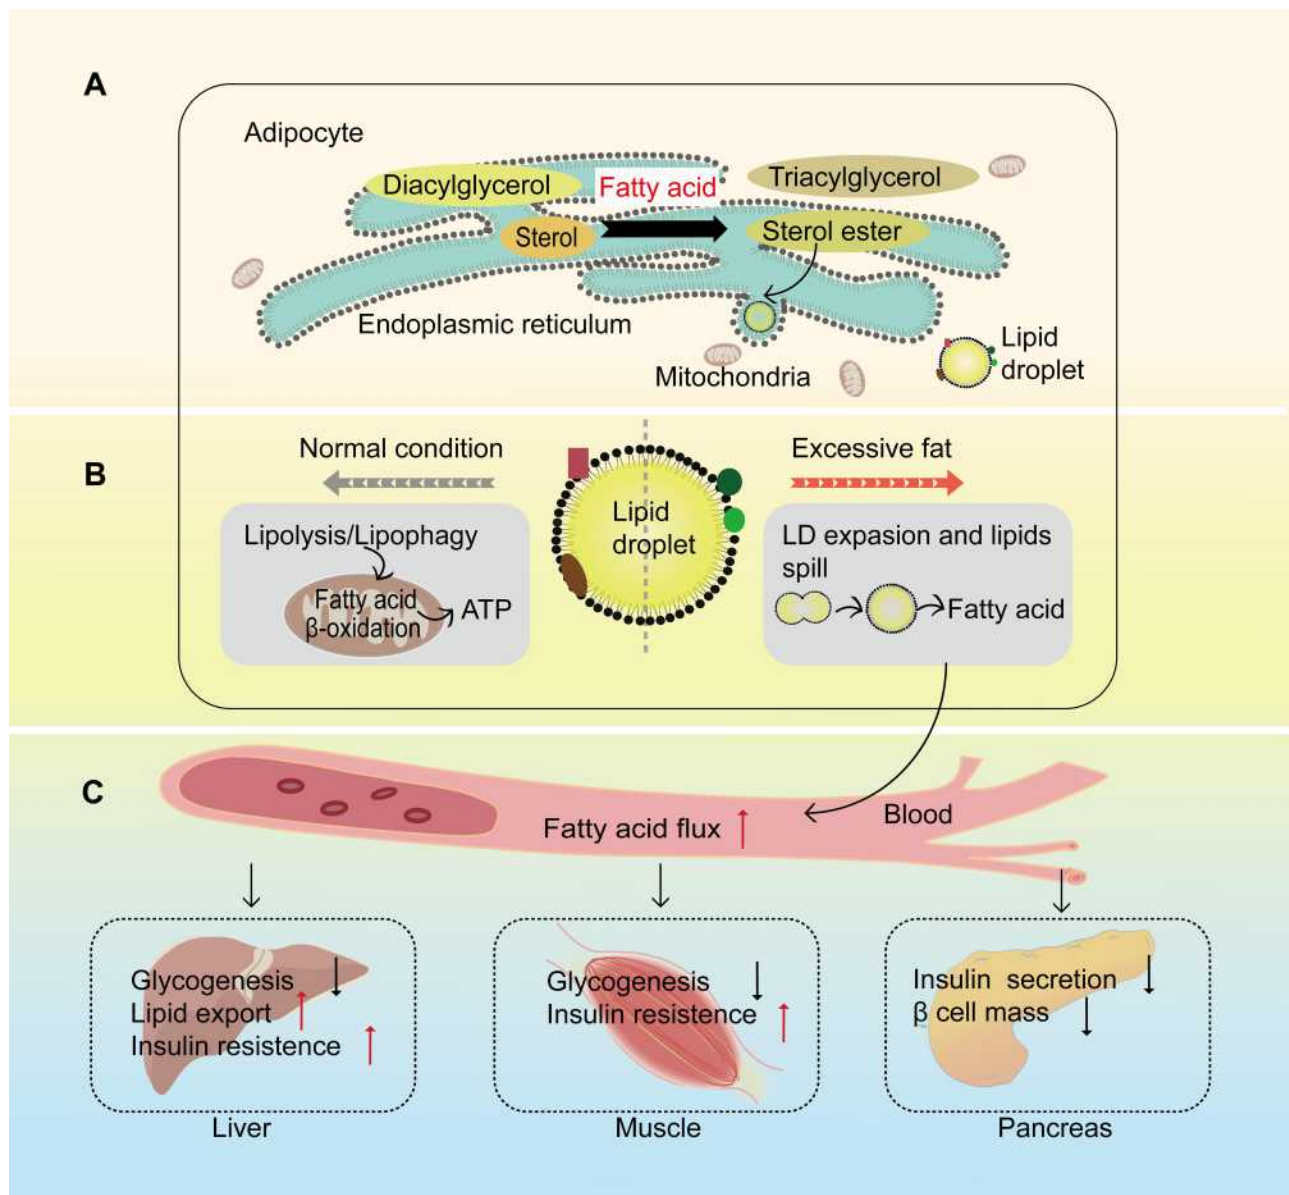 A
Adipocyte
Diacylglycerol
Fatty acid
Triacylglycerol
Sterol
Sterol ester
Endoplasmic reticulum
Mitochondria
Lipid
droplet
B
Normal condition
Excessive fat
Lipolysis/Lipophagy
Fatty acid
β-oxidation
ATP
Lipid
droplet
LD expasion and lipids
spill
Fatty acid
C
Fatty acid flux
Blood
Glycogenesis
Lipid export
Insulin resistence
Liver
Glycogenesis
Insulin resistence
Muscle
Insulin secretion
β cell mass
Pancreas